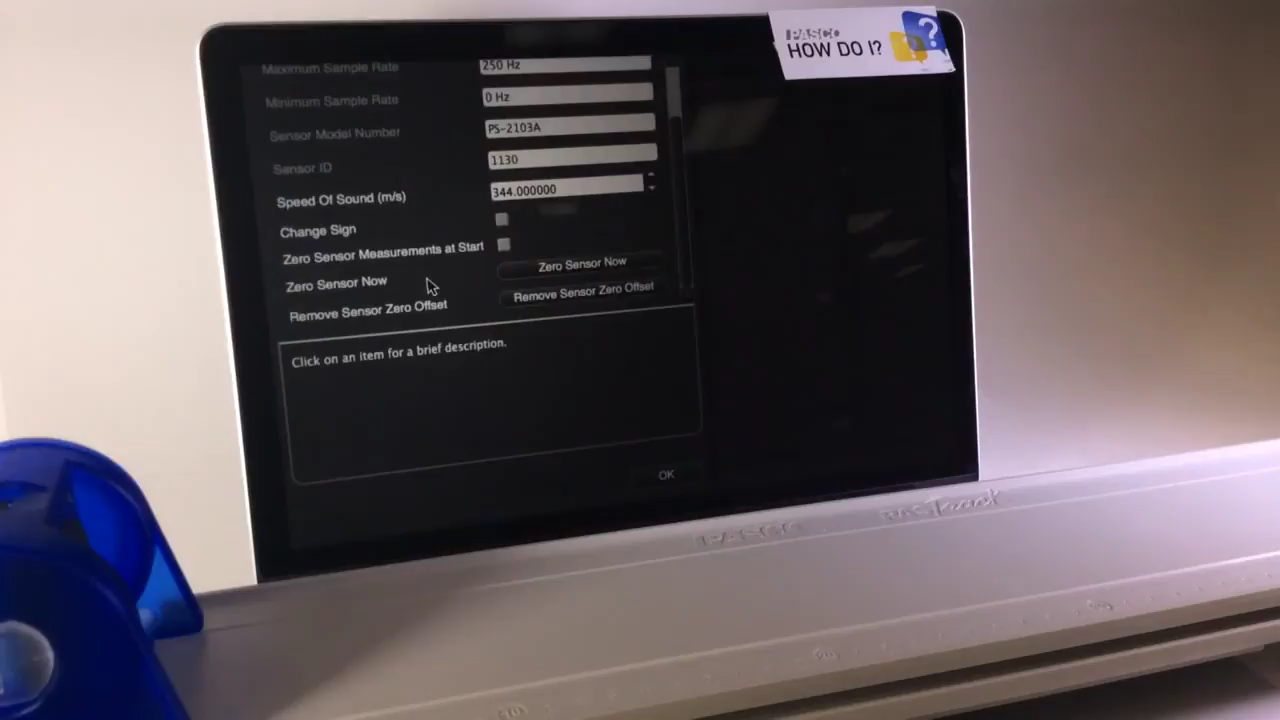 Maximum Sample Rate 250 Hz
Minimum Sample Rate 0 Hz
Sensor Model Number PS-2103A
Sensor ID 1130
Speed Of Sound (m/s) 344.000000
Change Sign
Zero Sensor Measurements at Start
Zero Sensor Now Zero Sensor Now
Remove Sensor Zero Offset Remove Sensor Zero Offset
Click on an item for a brief description.
OK
PASCO
HOW DO I?
?
?
PASCO PAStrack